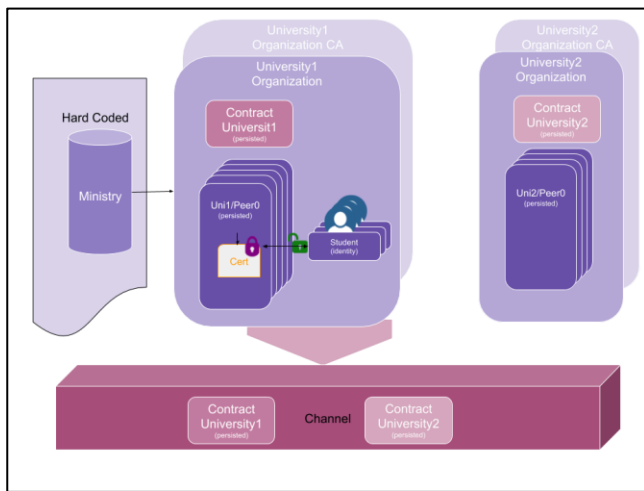 University1
Organization CA
University1
Organization
University2
Organization CA
University2
Organization
Hard Coded
Ministry
Contract
Universit1
(persisted)
Contract
University2
(persisted)
Uni1/Peer0
(persisted)
Cert
Student
(identity)
Uni2/Peer0
(persisted)
Contract
University1
(persisted)
Channel
Contract
University2
(persisted)